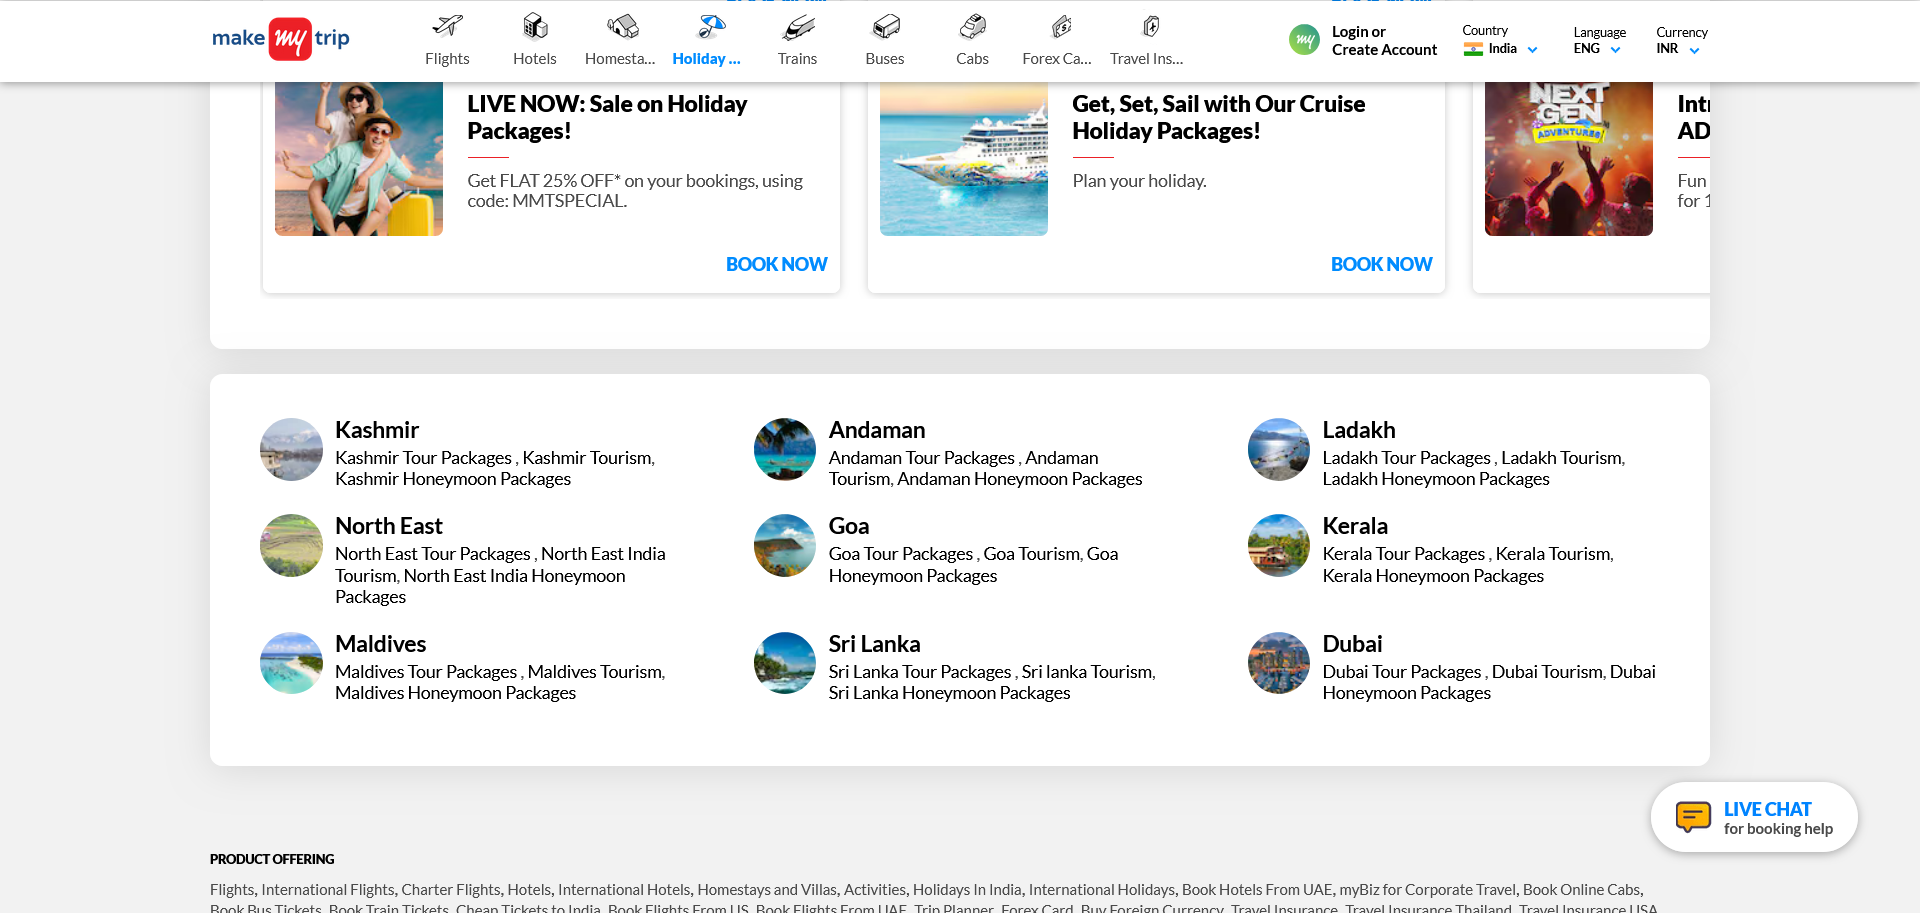 make my trip
Flights
Hotels
Homesta...
Holiday ...
Trains
Buses
Cabs
Forex Ca...
Travel Ins...
my
Login or
Create Account
Country
India
Language
ENG
Currency
INR
LIVE NOW: Sale on Holiday
Packages!
Get FLAT 25% OFF* on your bookings, using
code: MMTSPECIAL.
BOOK NOW
Get, Set, Sail with Our Cruise
Holiday Packages!
Plan your holiday.
BOOK NOW
NEXT
GEN
ADVENTURES
Fun
for
Kashmir
Kashmir Tour Packages , Kashmir Tourism,
Kashmir Honeymoon Packages
Andaman
Andaman Tour Packages , Andaman
Tourism, Andaman Honeymoon Packages
Ladakh
Ladakh Tour Packages , Ladakh Tourism,
Ladakh Honeymoon Packages
North East
North East Tour Packages , North East India
Tourism, North East India Honeymoon
Packages
Goa
Goa Tour Packages , Goa Tourism, Goa
Honeymoon Packages
Kerala
Kerala Tour Packages , Kerala Tourism,
Kerala Honeymoon Packages
Maldives
Maldives Tour Packages , Maldives Tourism,
Maldives Honeymoon Packages
Sri Lanka
Sri Lanka Tour Packages , Sri lanka Tourism,
Sri Lanka Honeymoon Packages
Dubai
Dubai Tour Packages , Dubai Tourism, Dubai
Honeymoon Packages
LIVE CHAT
for booking help
PRODUCT OFFERING
Flights, International Flights, Charter Flights, Hotels, International Hotels, Homestays and Villas, Activities, Holidays In India, International Holidays, Book Hotels From UAE, myBiz for Corporate Travel, Book Online Cabs,
Book Bus Tickets, Book Train Tickets, Cheap Tickets to India, Book Flights From US, Book Flights From UAE, Trip Planner, Forex Card, Buy Foreign Currency, Travel Insurance, Travel Insurance Thailand, Travel Insurance USA